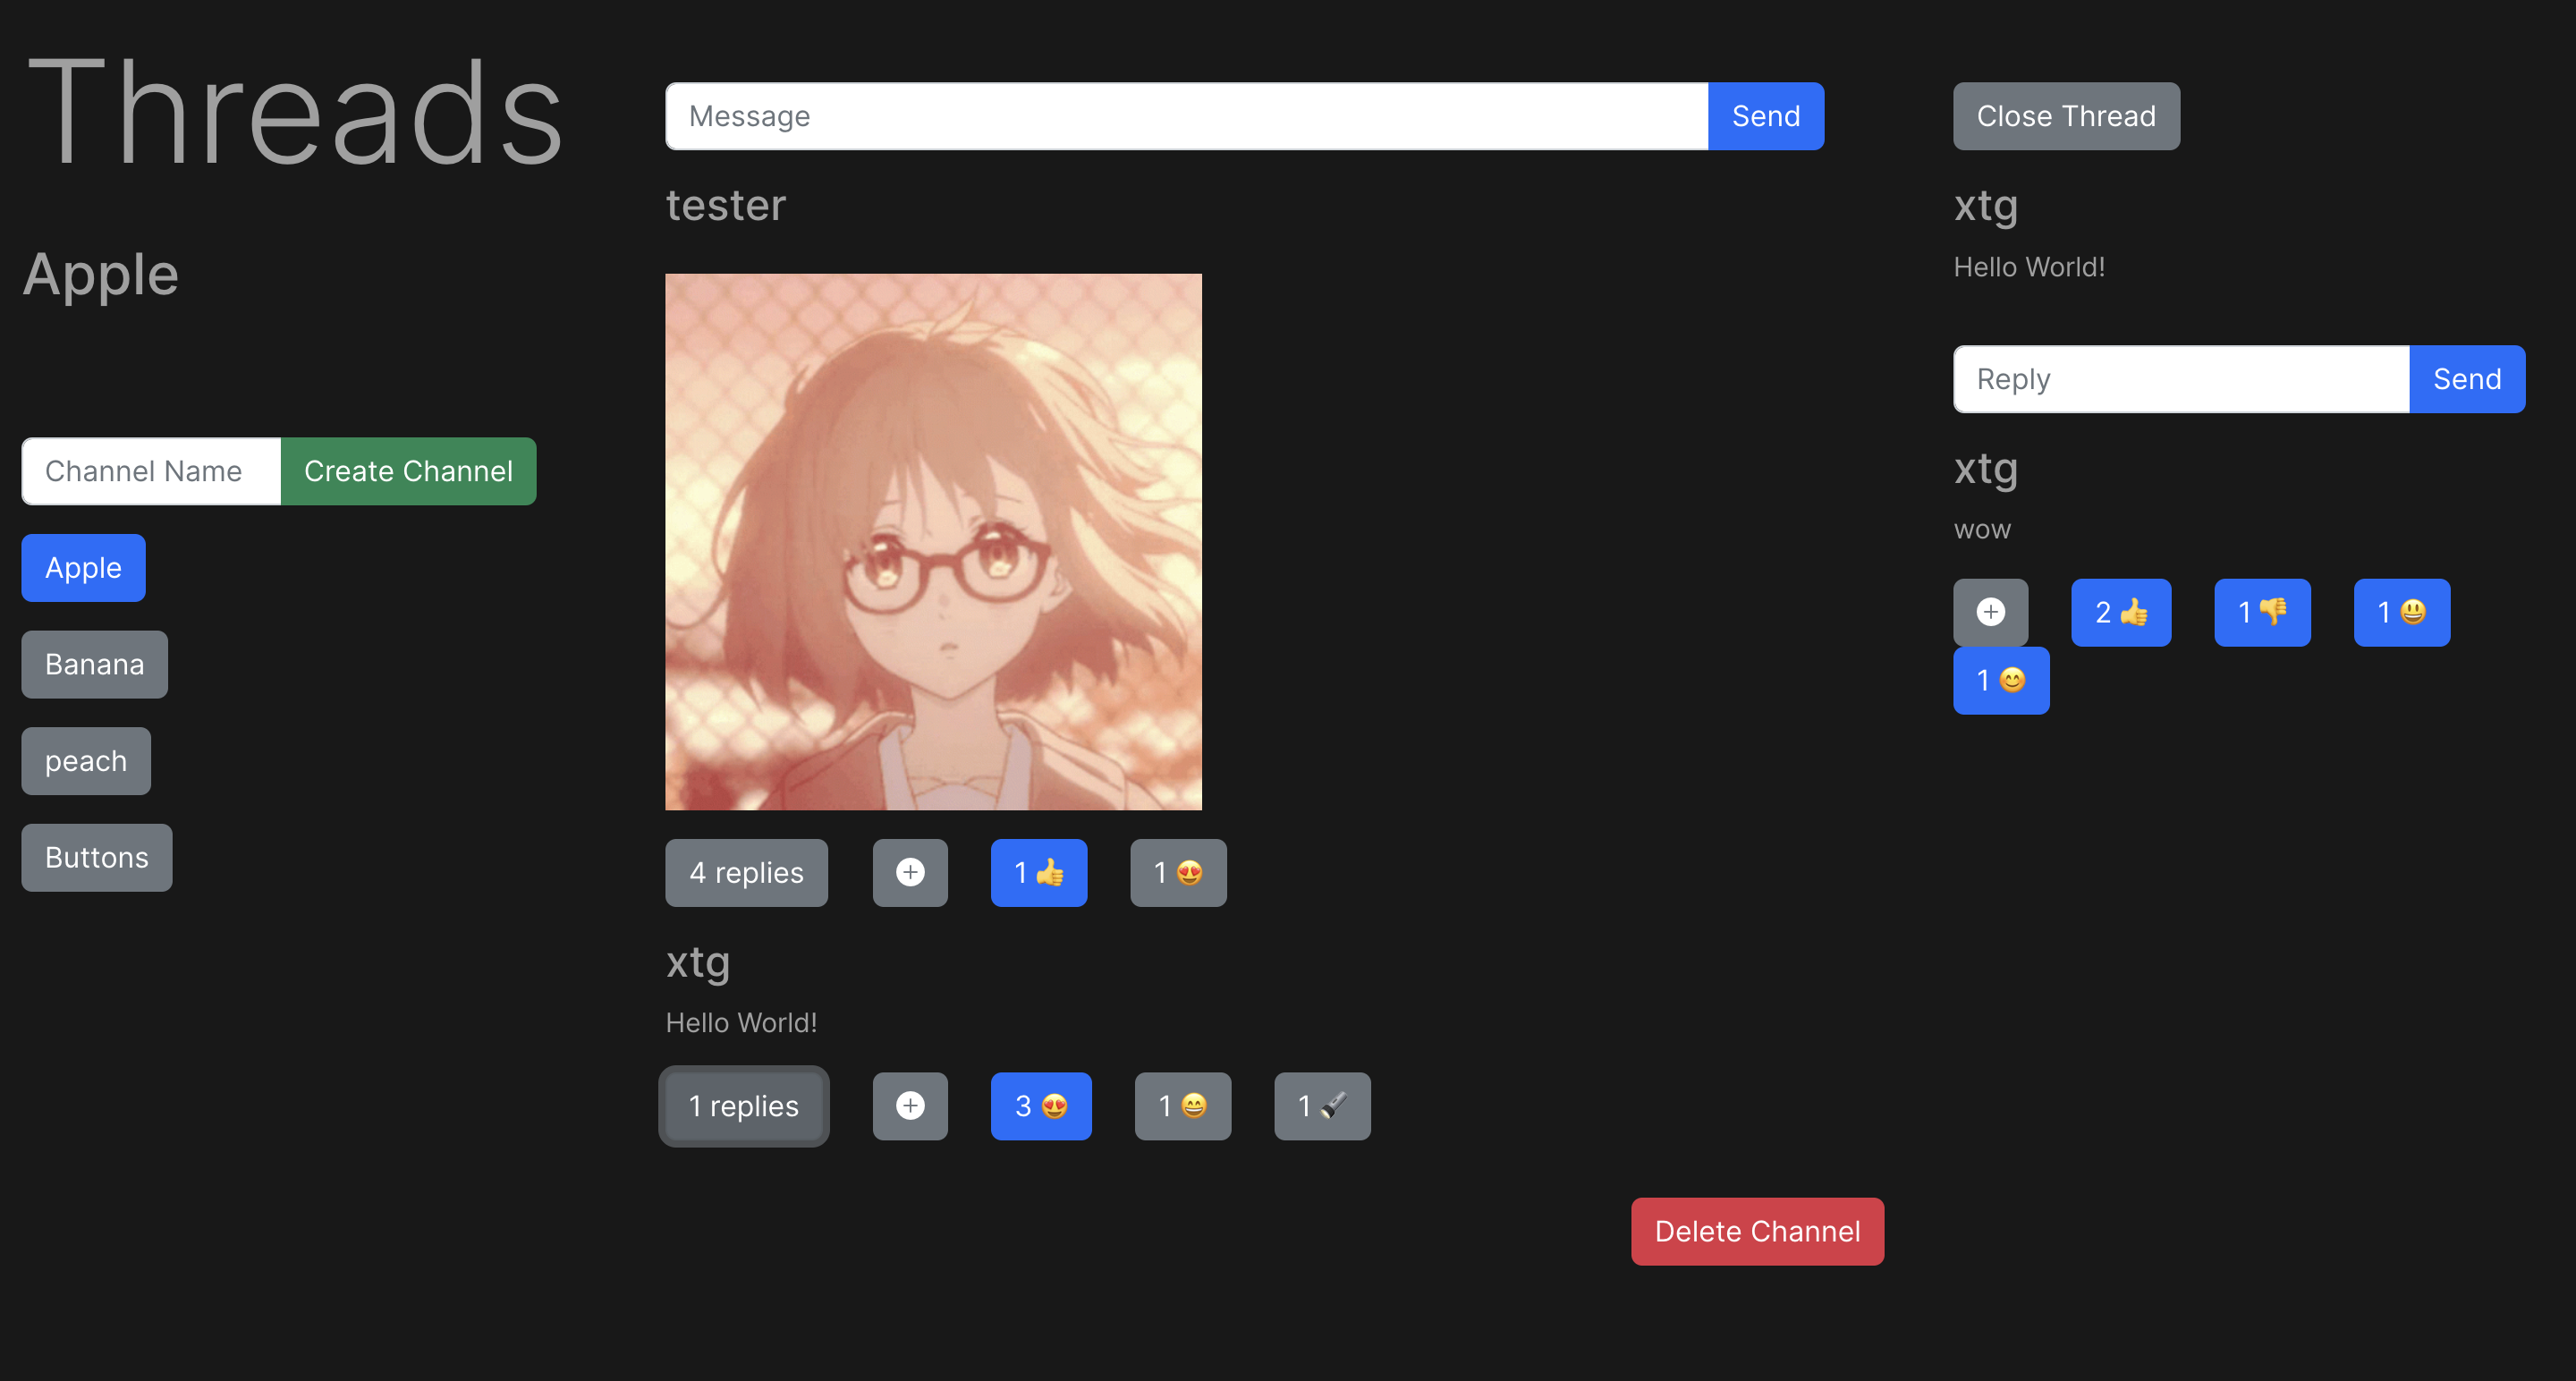 Threads
Apple
Channel Name
Create Channel
Apple
Banana
peach
Buttons
Message
Send
tester
4 replies
1 👍
1 😍
xtg
Hello World!
1 replies
3 😍
1 😄
1 🔦
Delete Channel
Close Thread
xtg
Hello World!
Reply
Send
xtg
wow
2 👍
1 👎
1 😃
1 😊